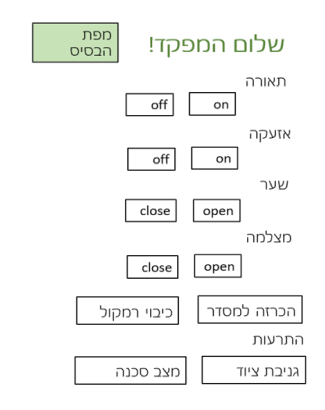 שלום המפקד!
מפת
הבסיס
תאורה
on off
אזעקה
on off
שער
open close
מצלמה
open close
הכרזה למסדר כיבוי רמקול
התרעות
גניבת ציוד מצב סכנה